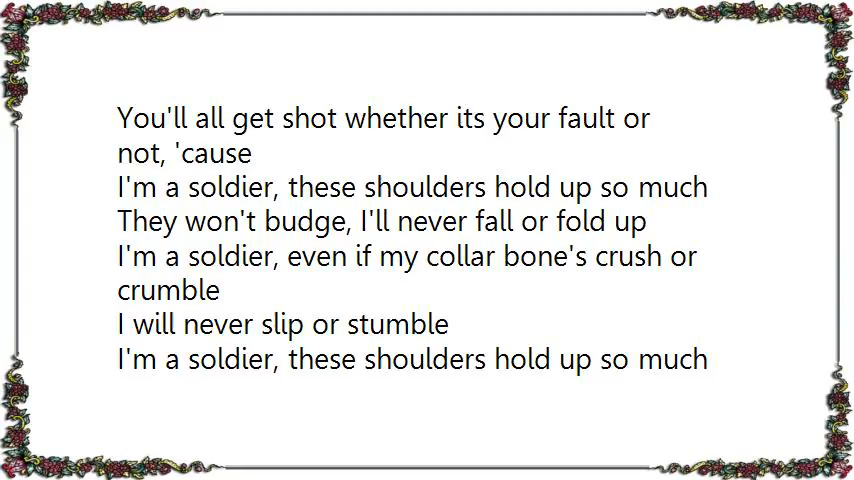 You'll all get shot whether its your fault or
not, 'cause
I'm a soldier, these shoulders hold up so much
They won't budge, I'll never fall or fold up
I'm a soldier, even if my collar bone's crush or
crumble
I will never slip or stumble
I'm a soldier, these shoulders hold up so much